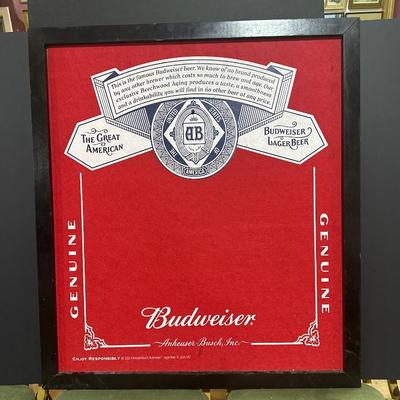 This is the famous Budweiser beer. We know of no brand produced
by any other brewer which costs so much to brew and age. Our
exclusive Beechwood Aging produces a taste, a smoothness
and a drinkability you will find in no other beer at any price.
THE GREAT
AMERICAN
AB
AMERICA
BUDWEISER
LAGER BEER
GENUINE
GENUINE
Budweiser
Anheuser-Busch, Inc.
ENJOY RESPONSIBLY